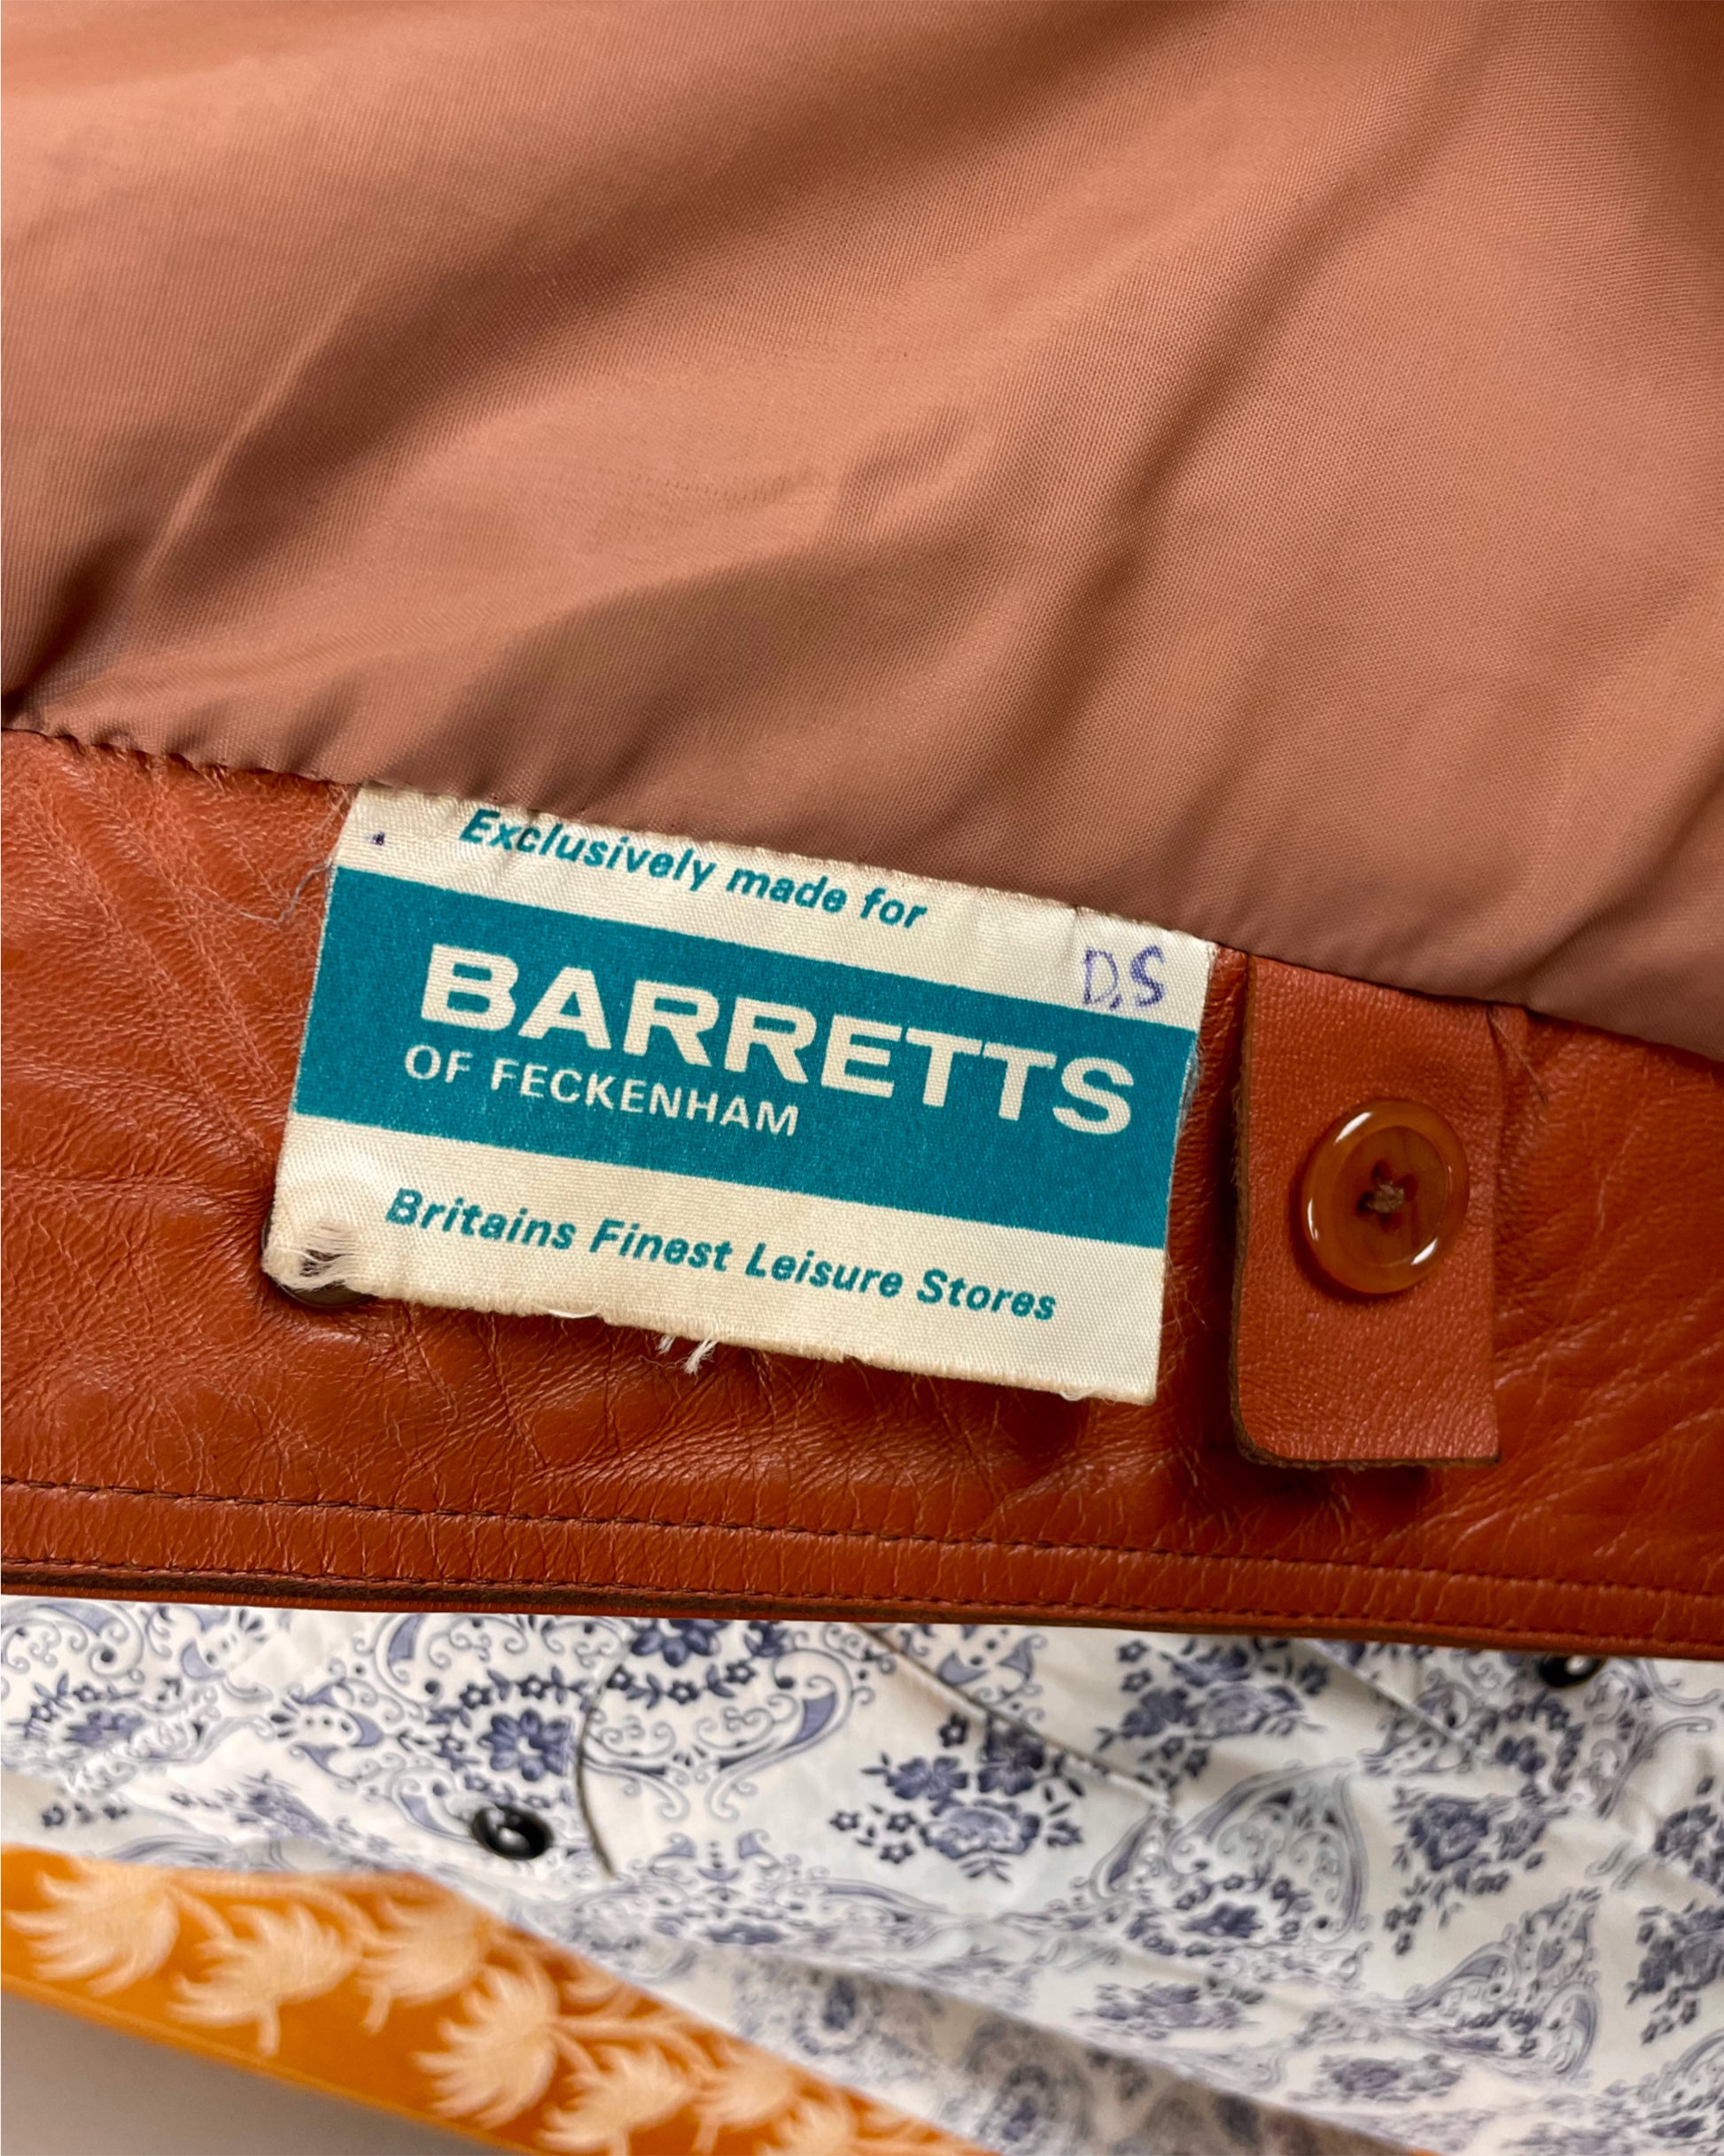 Exclusively made for
D.S
BARRETTS
OF FECKENHAM
Britains Finest Leisure Stores